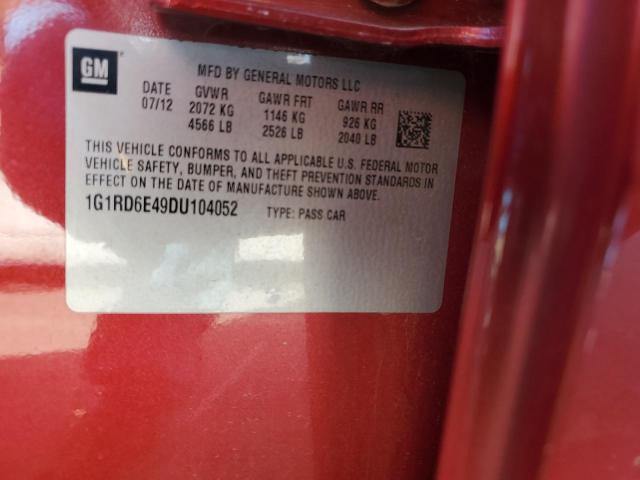 GM
MFD BY GENERAL MOTORS LLC
DATE GVWR GAWR FRT GAWR RR
07/12 2072 KG 1146 KG 926 KG
4566 LB 2526 LB 2040 LB
THIS VEHICLE CONFORMS TO ALL APPLICABLE U.S. FEDERAL MOTOR
VEHICLE SAFETY, BUMPER, AND THEFT PREVENTION STANDARDS IN
EFFECT ON THE DATE OF MANUFACTURE SHOWN ABOVE.
1G1RD6E49DU104052 TYPE: PASS CAR